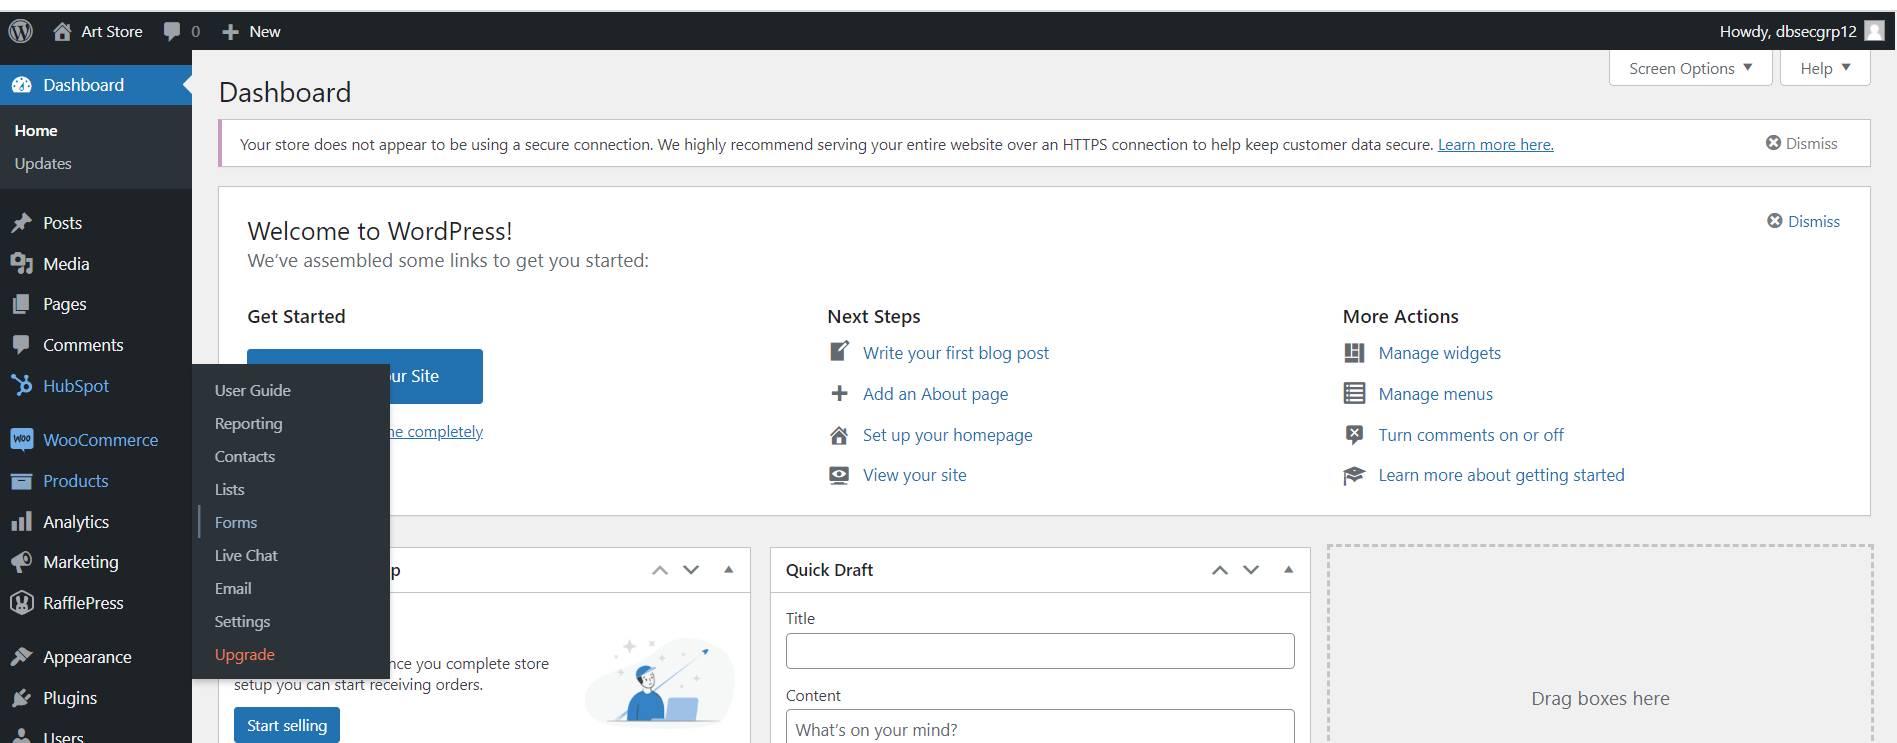 Art Store
0
New
Howdy, dbsecgrp12
Dashboard
Home
Updates
Posts
Media
Pages
Comments
HubSpot
WOO
WooCommerce
Products
Analytics
Marketing
RafflePress
Appearance
Plugins
Users
User Guide
Reporting
Contacts
Lists
Forms
Live Chat
Email
Settings
Upgrade
Screen Options
Help
Dashboard
Your store does not appear to be using a secure connection. We highly recommend serving your entire website over an HTTPS connection to help keep customer data secure. Learn more here.
Dismiss
Welcome to WordPress!
We've assembled some links to get you started:
Dismiss
Get Started
ur Site
completely
Next Steps
Write your first blog post
Add an About page
Set up your homepage
View your site
More Actions
Manage widgets
Manage menus
Turn comments on or off
Learn more about getting started
p
nce you complete store
setup you can start receiving orders.
Start selling
Quick Draft
Title
Content
What's on your mind?
Drag boxes here